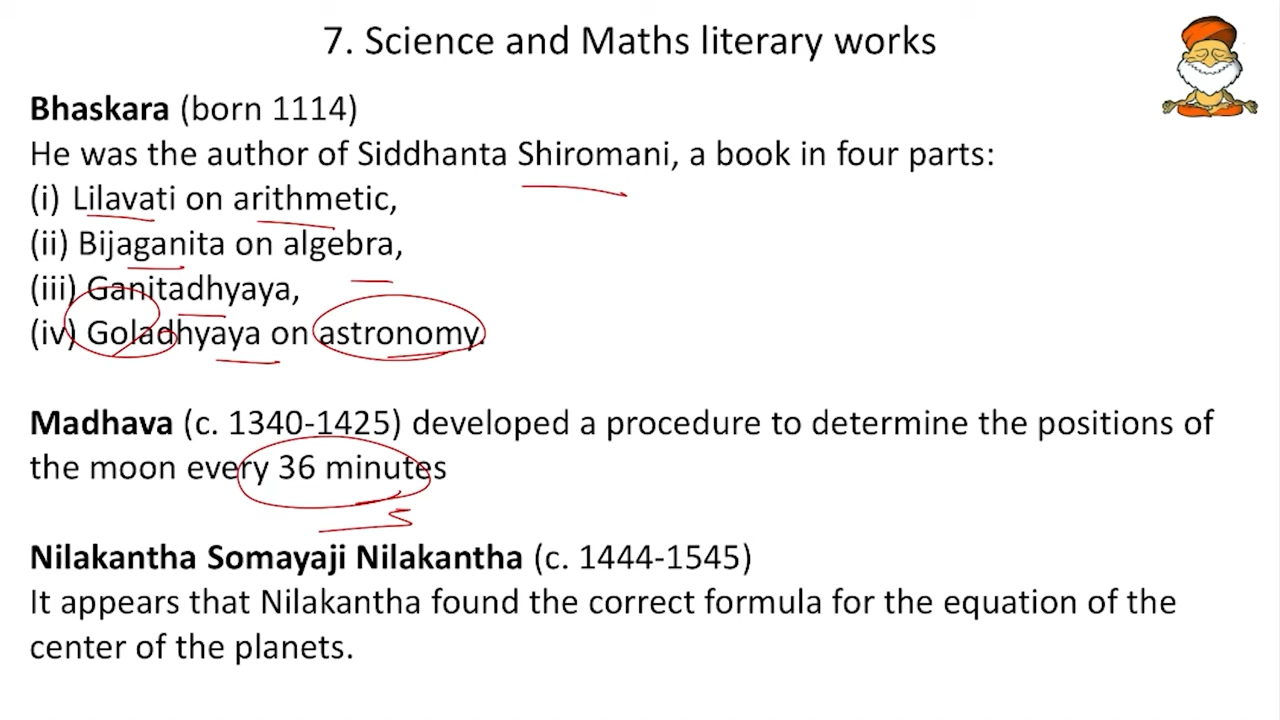 7. Science and Maths literary works
Bhaskara (born 1114)
He was the author of Siddhanta Shiromani, a book in four parts:
(i) Lilavati on arithmetic,
(ii) Bijaganita on algebra,
(iii) Ganitadhyaya,
(iv) Goladhyaya on astronomy.
Madhava (c. 1340-1425) developed a procedure to determine the positions of
the moon every 36 minutes
Nilakantha Somayaji Nilakantha (c. 1444-1545)
It appears that Nilakantha found the correct formula for the equation of the
center of the planets.